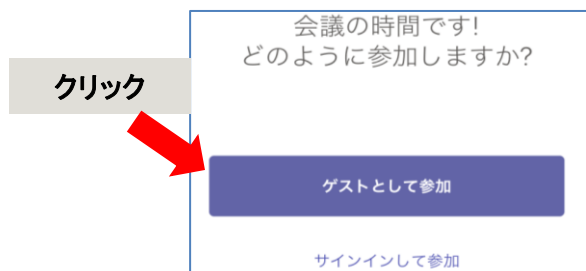 会議の時間です!
どのように参加しますか?
クリック
ゲストとして参加
サインインして参加